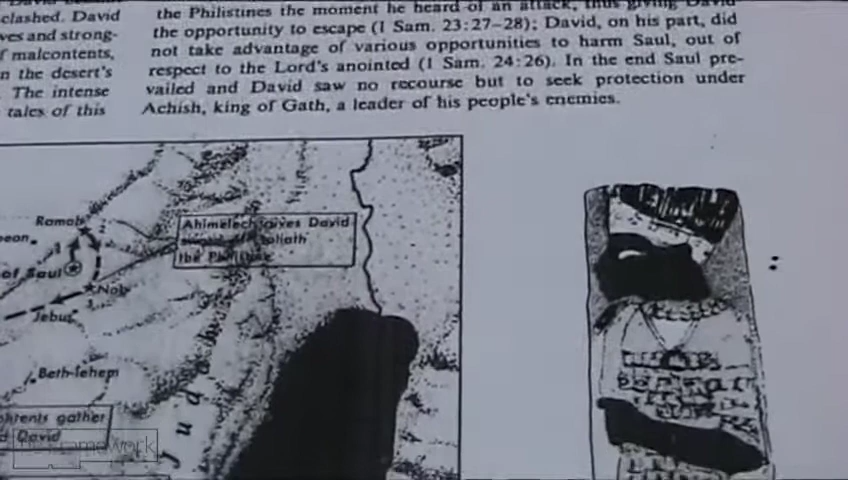 clashed. David
ves and strong-
f malcontents,
n the desert's
The intense
tales of this
the Philistines the moment he heard of an attack, thus giving David
the opportunity to escape (I Sam. 23:27–28); David, on his part, did
not take advantage of various opportunities to harm Saul, out of
respect to the Lord's anointed (I Sam. 24:26). In the end Saul pre-
vailed and David saw no recourse but to seek protection under
Achish, king of Gath, a leader of his people's enemies.
Ramah
2
eon.
1
of Saul
Nob
3
Jebus
Ahimelech gives David
Goliath
the Philistine
Beth-lehem
Judah
gather
David
Framework